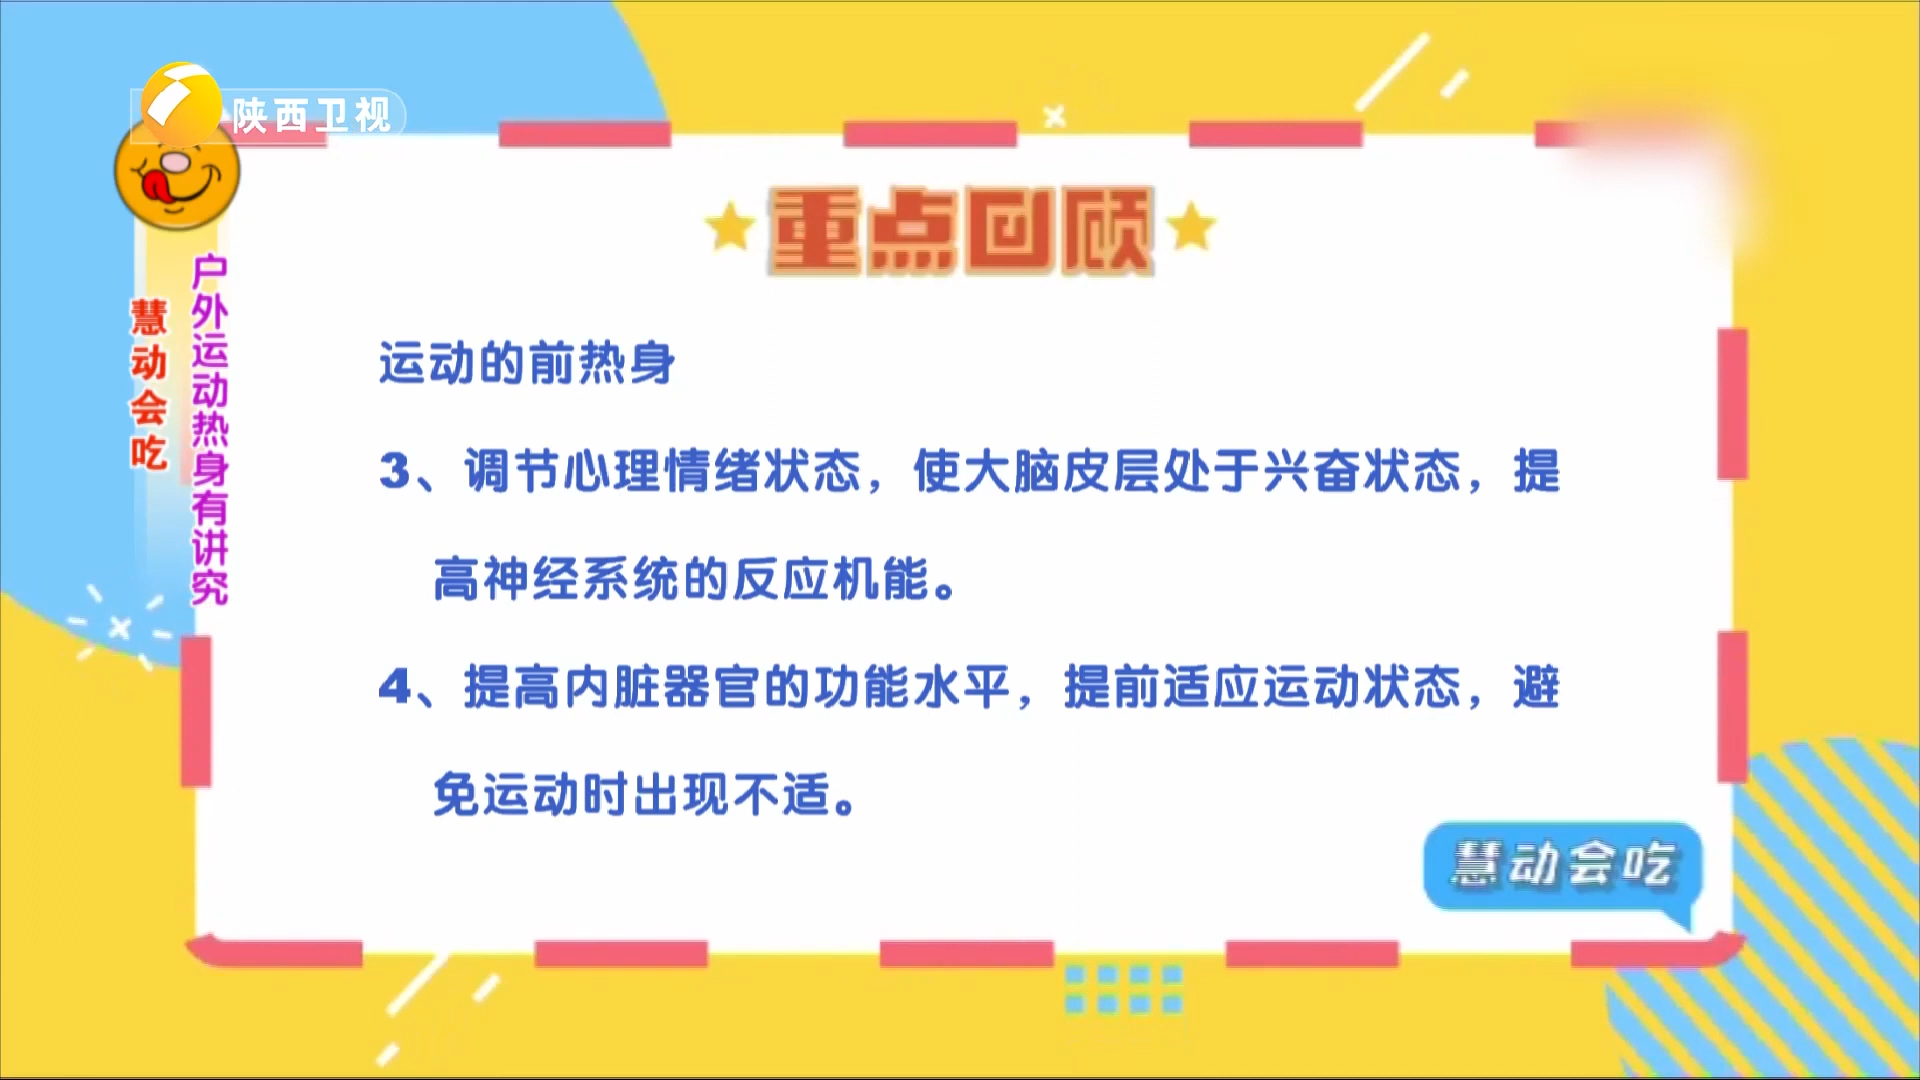 陕西卫视
重点回顾
户外运动热身有讲究
慧动会吃
运动的前热身
3、调节心理情绪状态，使大脑皮层处于兴奋状态，提
高神经系统的反应机能。
4、提高内脏器官的功能水平，提前适应运动状态，避
免运动时出现不适。
慧动会吃